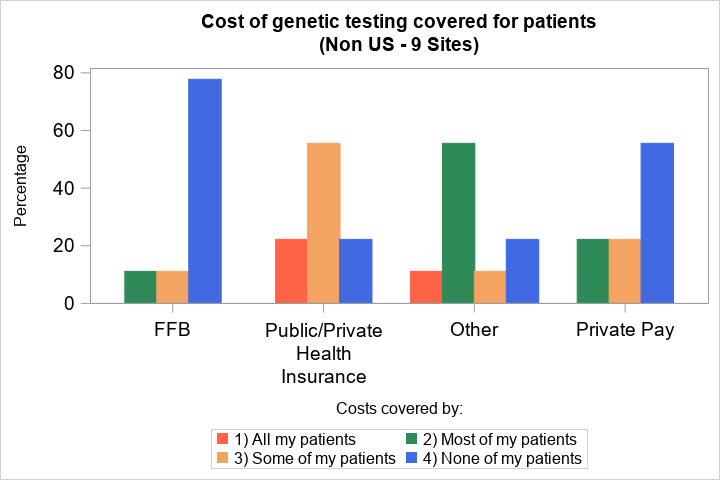 Cost of genetic testing covered for patients
(Non US - 9 Sites)
Percentage
80
60
40
20
0
FFB
Public/Private
Health
Insurance
Other
Private Pay
Costs covered by:
1) All my patients
2) Most of my patients
3) Some of my patients
4) None of my patients